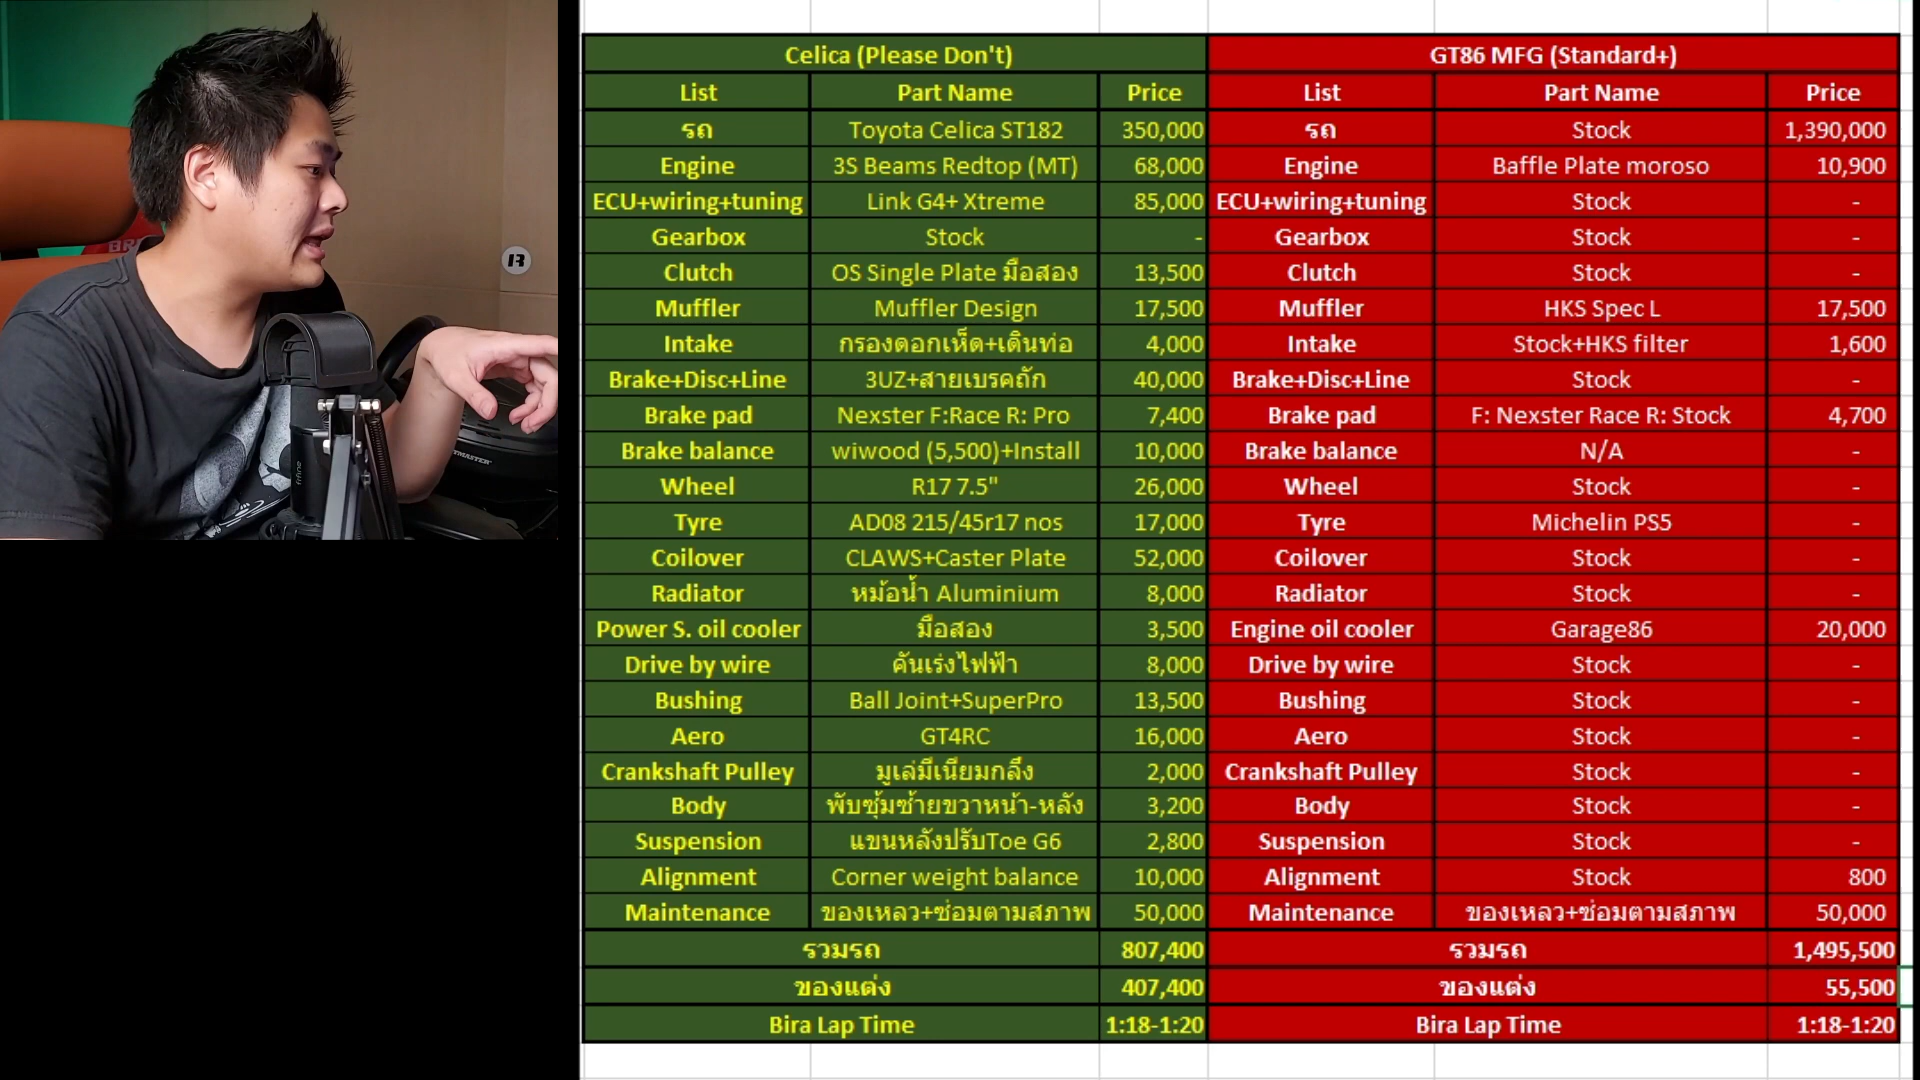 Celica (Please Don't) GT86 MFG (Standard+)
List Part Name Price List Part Name Price
รถ Toyota Celica ST182 350,000 รถ Stock 1,390,000
Engine 3S Beams Redtop (MT) 68,000 Engine Baffle Plate moroso 10,900
ECU+wiring+tuning Link G4+ Xtreme 85,000 ECU+wiring+tuning Stock -
Gearbox Stock - Gearbox Stock -
Clutch OS Single Plate มือสอง 13,500 Clutch Stock -
Muffler Muffler Design 17,500 Muffler HKS Spec L 17,500
Intake กรองดอกเห็ด+เดินท่อ 4,000 Intake Stock+HKS filter 1,600
Brake+Disc+Line 3UZ+สายเบรคถัก 40,000 Brake+Disc+Line Stock -
Brake pad Nexster F:Race R: Pro 7,400 Brake pad F: Nexster Race R: Stock 4,700
Brake balance wiwood (5,500)+Install 10,000 Brake balance N/A -
Wheel R17 7.5" 26,000 Wheel Stock -
Tyre AD08 215/45r17 nos 17,000 Tyre Michelin PS5 -
Coilover CLAWS+Caster Plate 52,000 Coilover Stock -
Radiator หม้อน้ำ Aluminium 8,000 Radiator Stock -
Power S. oil cooler มือสอง 3,500 Engine oil cooler Garage86 20,000
Drive by wire คันเร่งไฟฟ้า 8,000 Drive by wire Stock -
Bushing Ball Joint+SuperPro 13,500 Bushing Stock -
Aero GT4RC 16,000 Aero Stock -
Crankshaft Pulley มูเล่มีเนียมกลึง 2,000 Crankshaft Pulley Stock -
Body พับซุ้มซ้ายขวาหน้า-หลัง 3,200 Body Stock -
Suspension แขนหลังปรับToe G6 2,800 Suspension Stock -
Alignment Corner weight balance 10,000 Alignment Stock 800
Maintenance ของเหลว+ซ่อมตามสภาพ 50,000 Maintenance ของเหลว+ซ่อมตามสภาพ 50,000
รวมรถ 807,400 รวมรถ 1,495,500
ของแต่ง 407,400 ของแต่ง 55,500
Bira Lap Time 1:18-1:20 Bira Lap Time 1:18-1:20
fifine